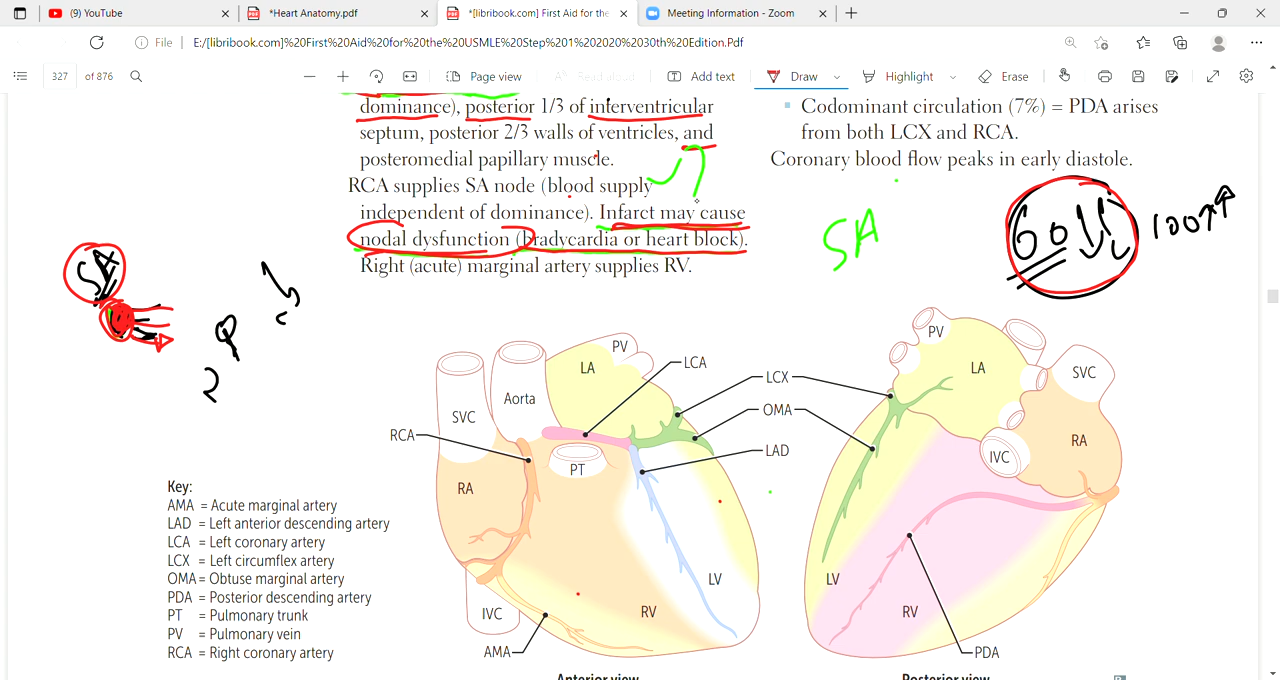 (9) YouTube
*Heart Anatomy.pdf
*[libribook.com] First Aid for the
Meeting Information - Zoom
File
E:/[libribook.com]%20First%20Aid%20for%20the%20USMLE%20Step%201%202020%2030th%20Edition.Pdf
327 of 876
Page view
Read aloud
Add text
Draw
Highlight
Erase
dominance), posterior 1/3 of interventricular
septum, posterior 2/3 walls of ventricles, and
posteromedial papillary muscle.
RCA supplies SA node (blood supply
independent of dominance). Infarct may cause
nodal dysfunction (bradycardia or heart block).
Right (acute) marginal artery supplies RV.
Codominant circulation (7%) = PDA arises
from both LCX and RCA.
Coronary blood flow peaks in early diastole.
SA
60
100
SA
SVC
Aorta
LA
PV
LCA
LCX
OMA
LAD
RCA
PT
RA
LV
RV
IVC
AMA
PV
LA
SVC
RA
IVC
LV
RV
PDA
Key:
AMA = Acute marginal artery
LAD = Left anterior descending artery
LCA = Left coronary artery
LCX = Left circumflex artery
OMA = Obtuse marginal artery
PDA = Posterior descending artery
PT = Pulmonary trunk
PV = Pulmonary vein
RCA = Right coronary artery
Anterior view
Posterior view